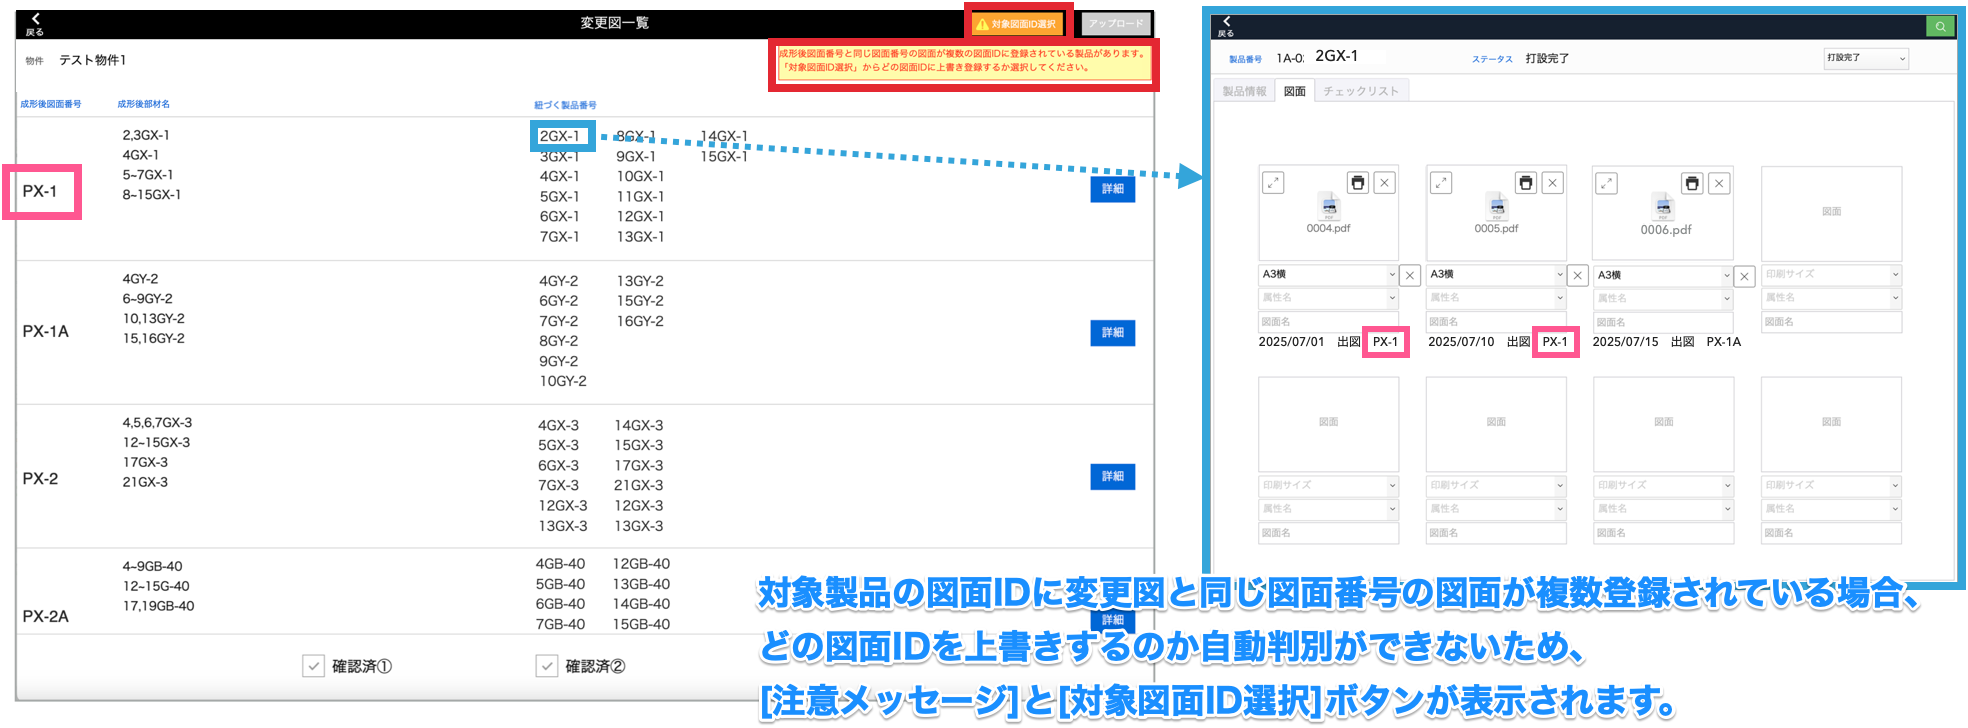 戻る
変更図一覧
対象図面ID選択
アップロード
物件 テスト物件1
成形後図面番号と同じ図面番号の図面が複数の図面IDに登録されている製品があります。
「対象図面ID選択」からどの図面IDに上書き登録するか選択してください。
成形後図面番号 成形後部材名 紐づく製品番号
PX-1
2,3GX-1
4GX-1
5~7GX-1
8~15GX-1
2GX-1 8GX-1 14GX-1
3GX-1 9GX-1 15GX-1
4GX-1 10GX-1
5GX-1 11GX-1
6GX-1 12GX-1
7GX-1 13GX-1
詳細
PX-1A
4GY-2
6~9GY-2
10,13GY-2
15,16GY-2
4GY-2 13GY-2
6GY-2 15GY-2
7GY-2 16GY-2
8GY-2
9GY-2
10GY-2
詳細
PX-2
4,5,6,7GX-3
12~15GX-3
17GX-3
21GX-3
4GX-3 14GX-3
5GX-3 15GX-3
6GX-3 17GX-3
7GX-3 21GX-3
12GX-3 12GX-3
13GX-3 13GX-3
詳細
PX-2A
4~9GB-40
12~15G-40
17,19GB-40
4GB-40 12GB-40
5GB-40 13GB-40
6GB-40 14GB-40
7GB-40 15GB-40
詳細
確認済① 確認済②
戻る
製品番号 1A-02 2GX-1 ステータス 打設完了 打設完了
製品情報 図面 チェックリスト
0004.pdf 0005.pdf 0006.pdf 図面
A3横 A3横 A3横 印刷サイズ
属性名 属性名 属性名 属性名
図面名 図面名 図面名 図面名
2025/07/01 出図 PX-1 2025/07/10 出図 PX-1 2025/07/15 出図 PX-1A
図面 図面 図面 図面
印刷サイズ 印刷サイズ 印刷サイズ 印刷サイズ
属性名 属性名 属性名 属性名
図面名 図面名 図面名 図面名
対象製品の図面IDに変更図と同じ図面番号の図面が複数登録されている場合、
どの図面IDを上書きするのか自動判別ができないため、
[注意メッセージ]と[対象図面ID選択]ボタンが表示されます。